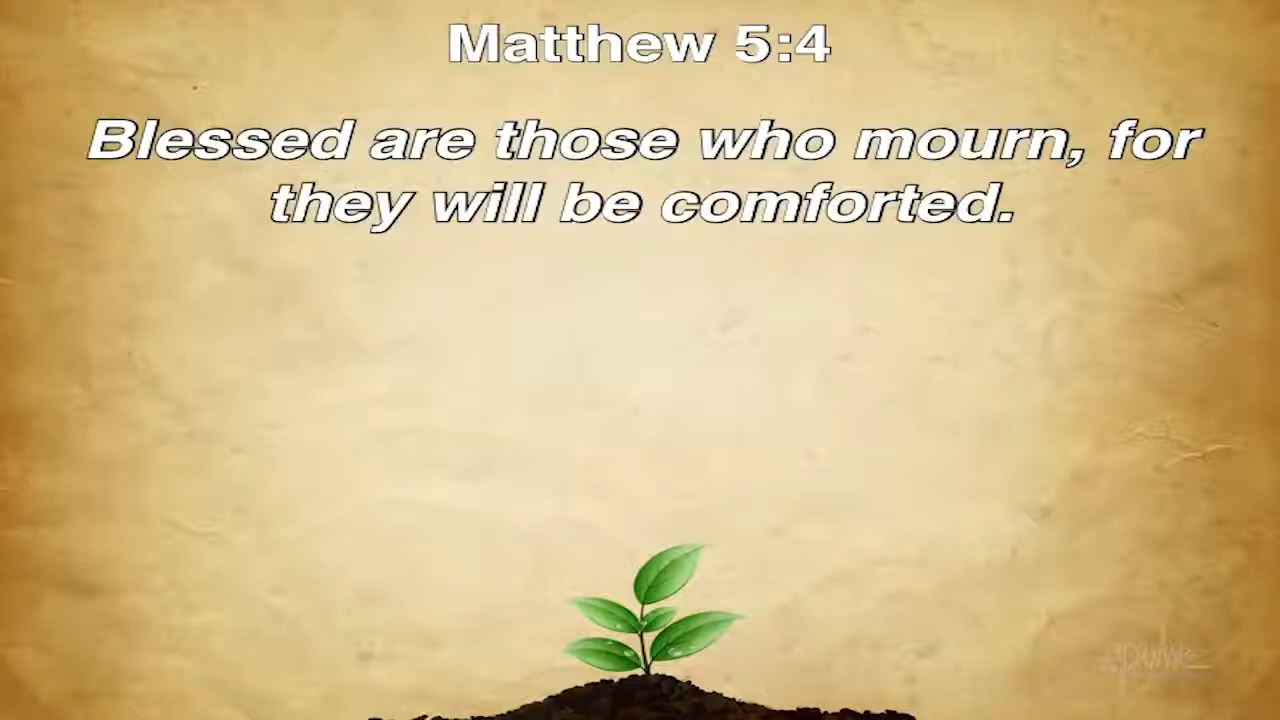 Matthew 5:4
Blessed are those who mourn, for
they will be comforted.